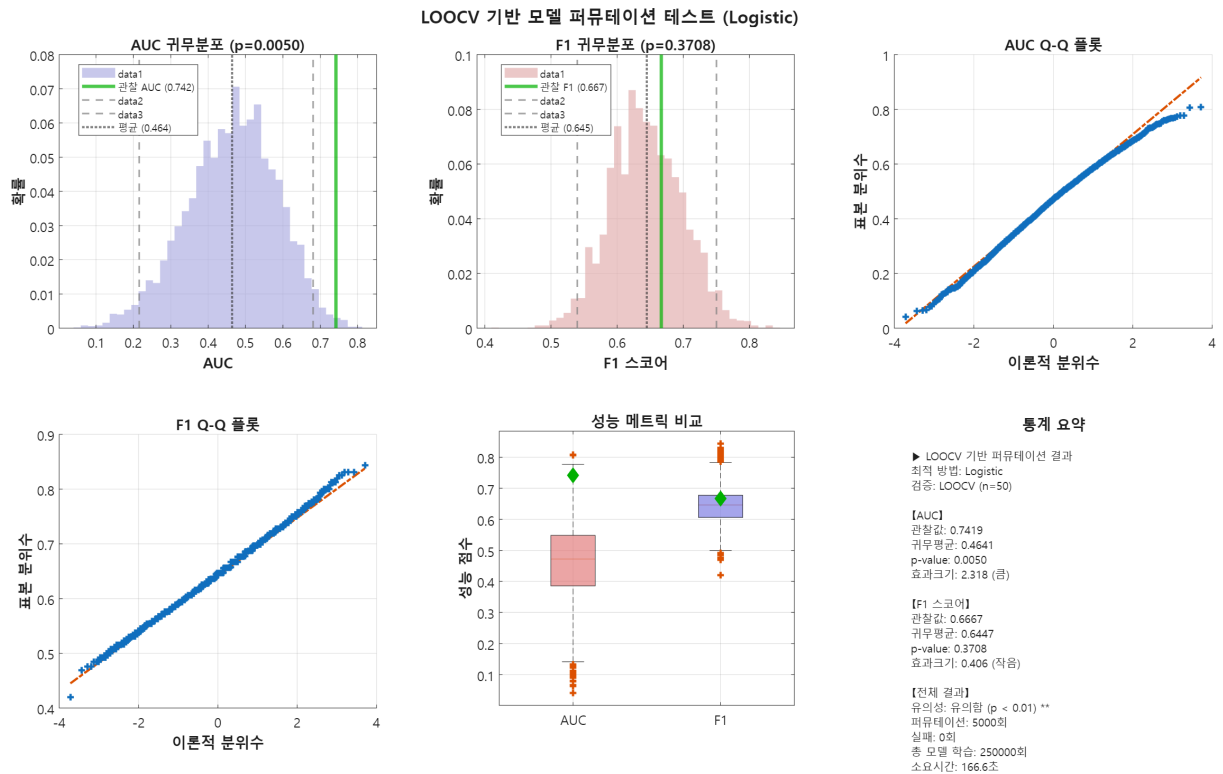 LOOCV 기반 모델 퍼뮤테이션 테스트 (Logistic)
AUC 귀무분포 (p=0.0050)
data1
관찰 AUC (0.742)
data2
data3
평균 (0.464)
0.08
0.07
0.06
0.05
0.04
0.03
0.02
0.01
0
확률
0.1 0.2 0.3 0.4 0.5 0.6 0.7 0.8
AUC
F1 귀무분포 (p=0.3708)
data1
관찰 F1 (0.667)
data2
data3
평균 (0.645)
0.1
0.08
0.06
0.04
0.02
0
확률
0.4 0.5 0.6 0.7 0.8
F1 스코어
AUC Q-Q 플롯
1
0.8
0.6
0.4
0.2
0
표본 분위수
-4 -2 0 2 4
이론적 분위수
F1 Q-Q 플롯
0.9
0.8
0.7
0.6
0.5
0.4
표본 분위수
-4 -2 0 2 4
이론적 분위수
성능 메트릭 비교
0.8
0.7
0.6
0.5
0.4
0.3
0.2
0.1
성능 점수
AUC F1
통계 요약
▶ LOOCV 기반 퍼뮤테이션 결과
최적 방법: Logistic
검증: LOOCV (n=50)
【AUC】
관찰값: 0.7419
귀무평균: 0.4641
p-value: 0.0050
효과크기: 2.318 (큼)
【F1 스코어】
관찰값: 0.6667
귀무평균: 0.6447
p-value: 0.3708
효과크기: 0.406 (작음)
【전체 결과】
유의성: 유의함 (p < 0.01) **
퍼뮤테이션: 5000회
실패: 0회
총 모델 학습: 250000회
소요시간: 166.6초